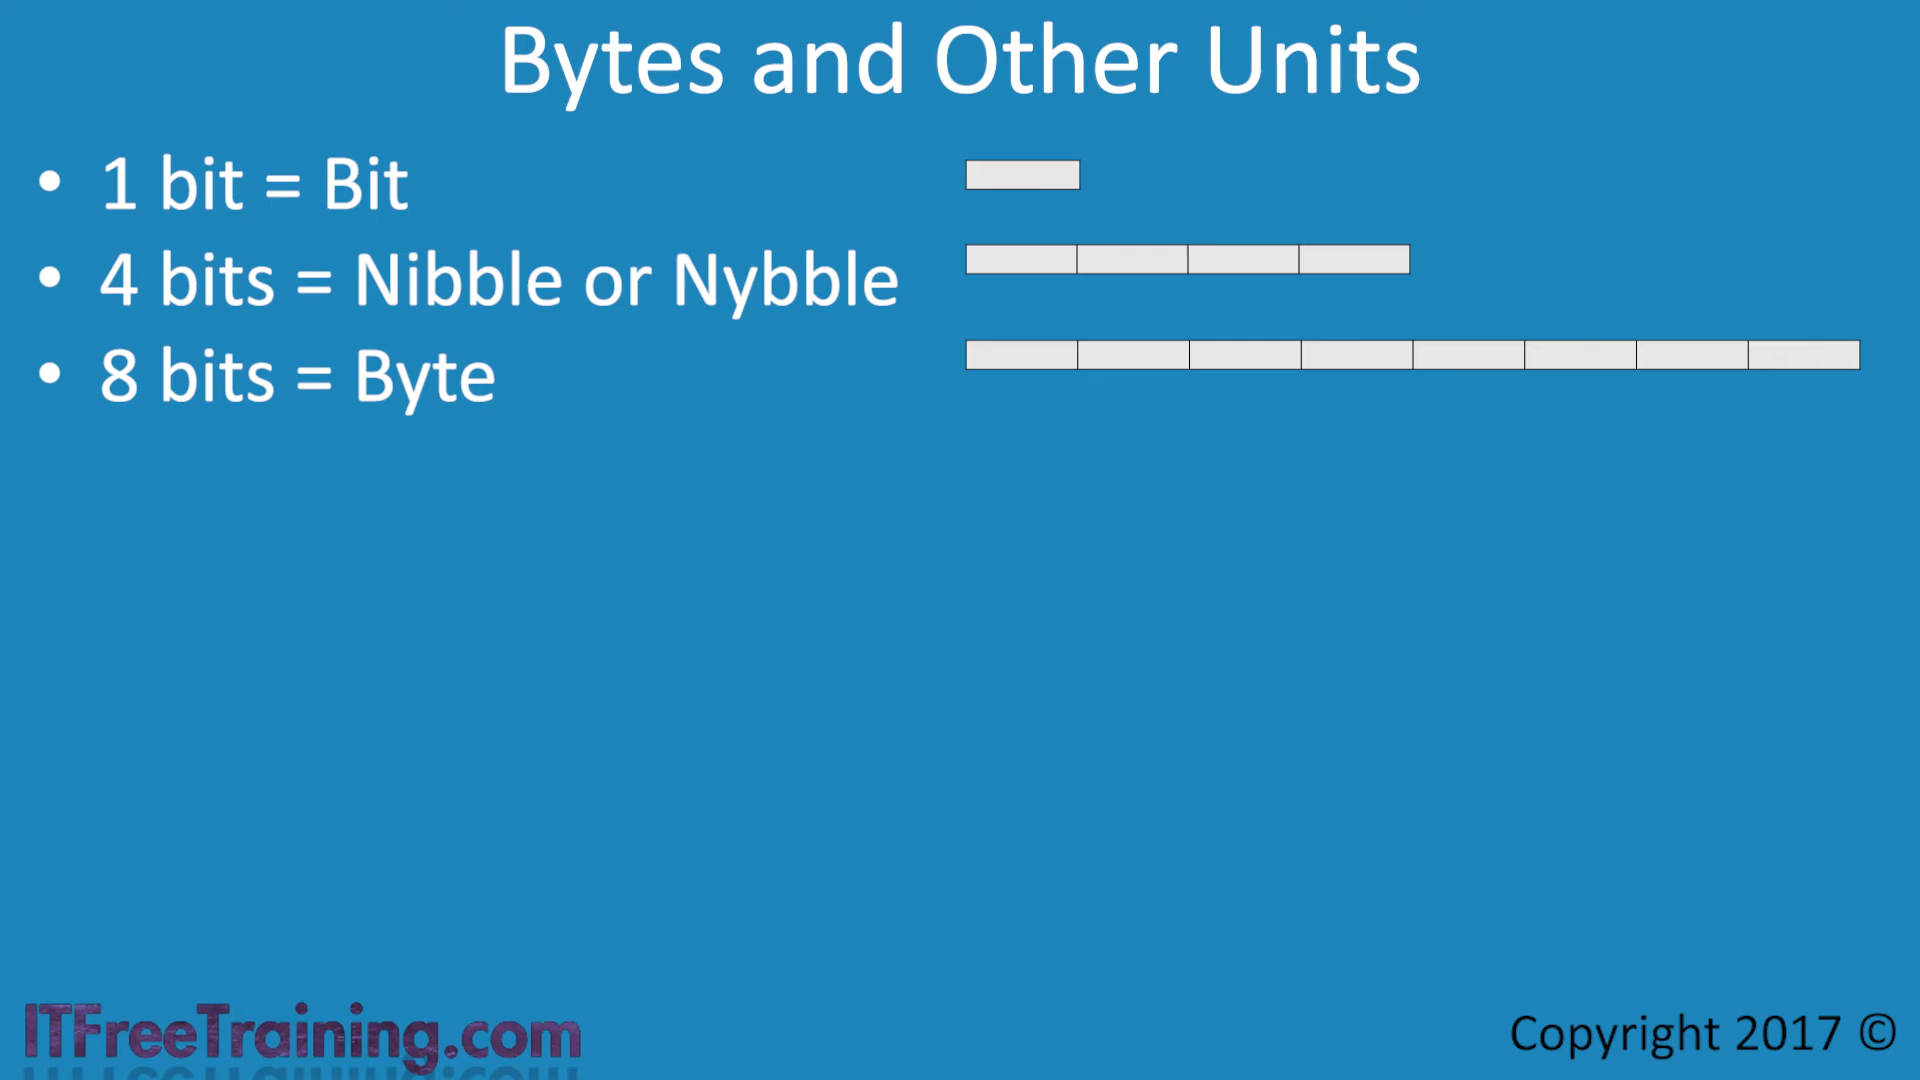 Bytes and Other Units
• 1 bit = Bit
• 4 bits = Nibble or Nybble
• 8 bits = Byte
ITFreeTraining.com
Copyright 2017 ©